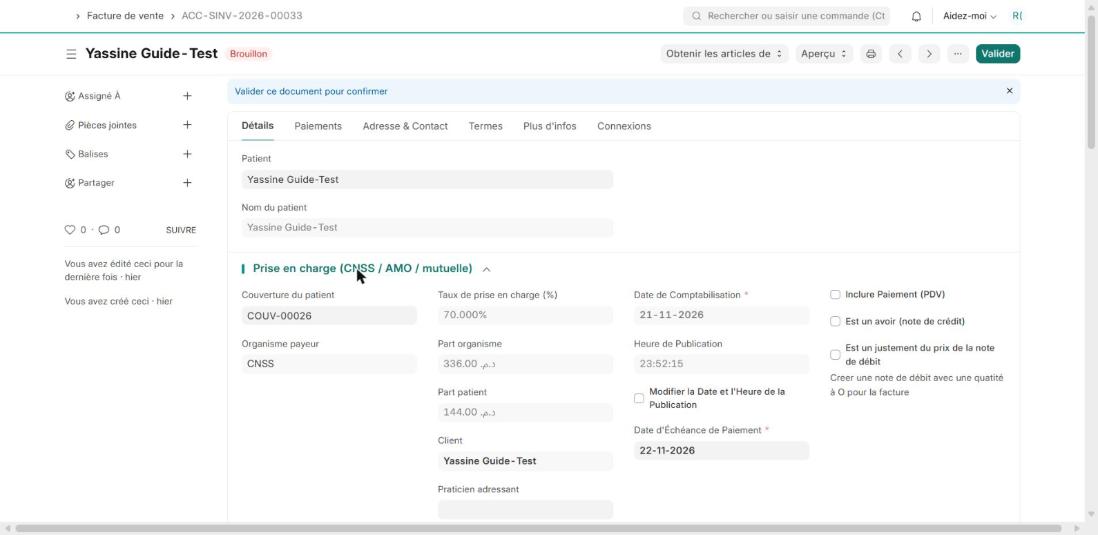 Facture de vente
ACC-SINV-2026-00033
Rechercher ou saisir une commande (Ct
Aidez-moi
R(
Yassine Guide-Test
Brouillon
Obtenir les articles de
Aperçu
Valider
Assigné À
Pièces jointes
Balises
Partager
0 · 0
SUIVRE
Vous avez édité ceci pour la
dernière fois · hier
Vous avez créé ceci · hier
Valider ce document pour confirmer
Détails
Paiements
Adresse & Contact
Termes
Plus d'infos
Connexions
Patient
Yassine Guide-Test
Nom du patient
Yassine Guide-Test
Prise en charge (CNSS / AMO / mutuelle)
Couverture du patient
COUV-00026
Organisme payeur
CNSS
Taux de prise en charge (%)
70.000%
Part organisme
336.00 د.م.
Part patient
144.00 د.م.
Client
Yassine Guide-Test
Praticien adressant
Date de Comptabilisation *
21-11-2026
Heure de Publication
23:52:15
Modifier la Date et l'Heure de la
Publication
Date d'Échéance de Paiement *
22-11-2026
Inclure Paiement (PDV)
Est un avoir (note de crédit)
Est un justement du prix de la note
de débit
Creer une note de débit avec une quatité
à O pour la facture